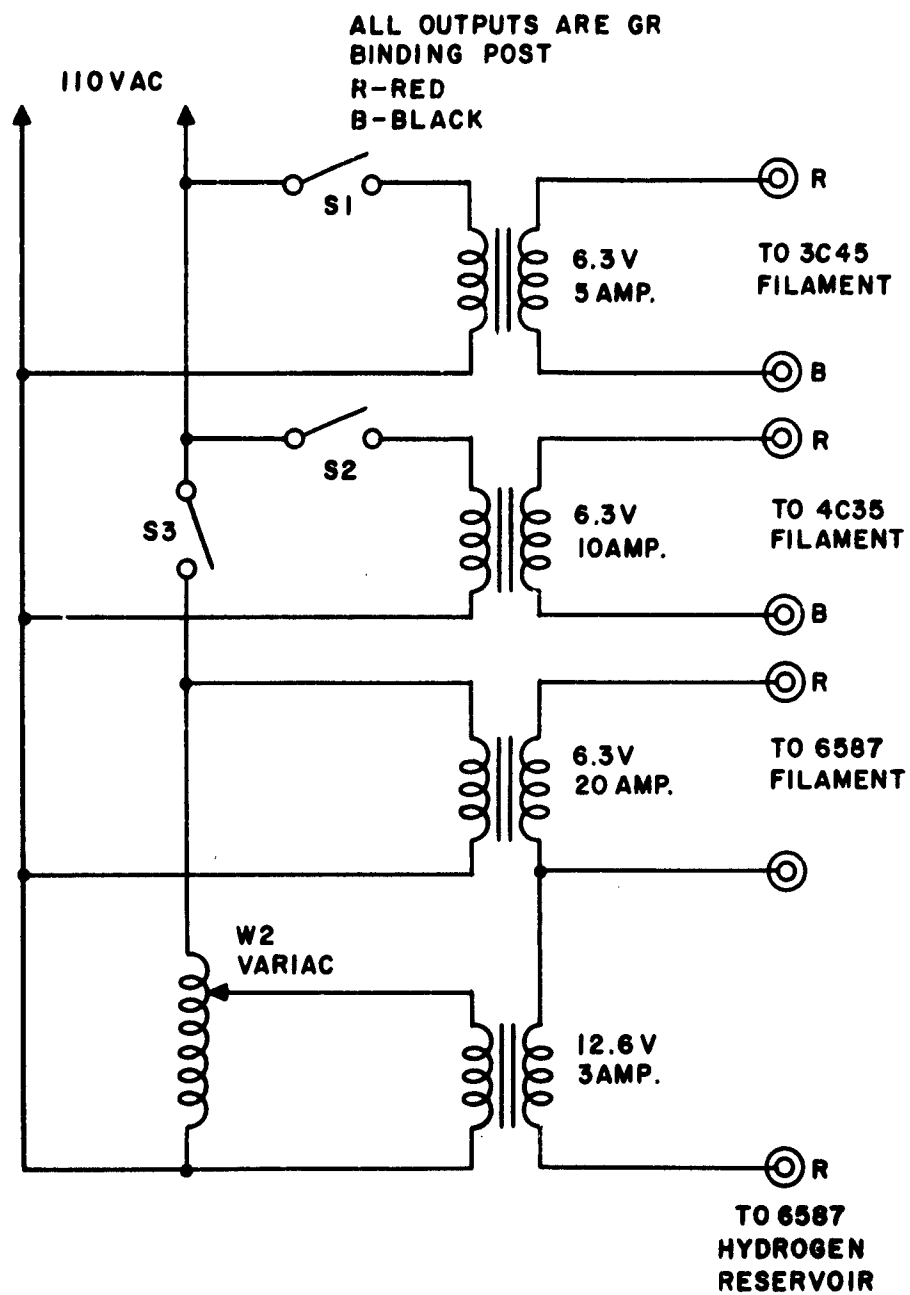 ALL OUTPUTS ARE GR
BINDING POST
R-RED
B-BLACK
110VAC
S1
R
6.3V
5 AMP.
TO 3C45
FILAMENT
B
S2
R
S3
6.3V
10AMP.
TO 4C35
FILAMENT
B
R
6.3V
20 AMP.
TO 6587
FILAMENT
W2
VARIAC
12.6V
3AMP.
R
TO 6587
HYDROGEN
RESERVOIR